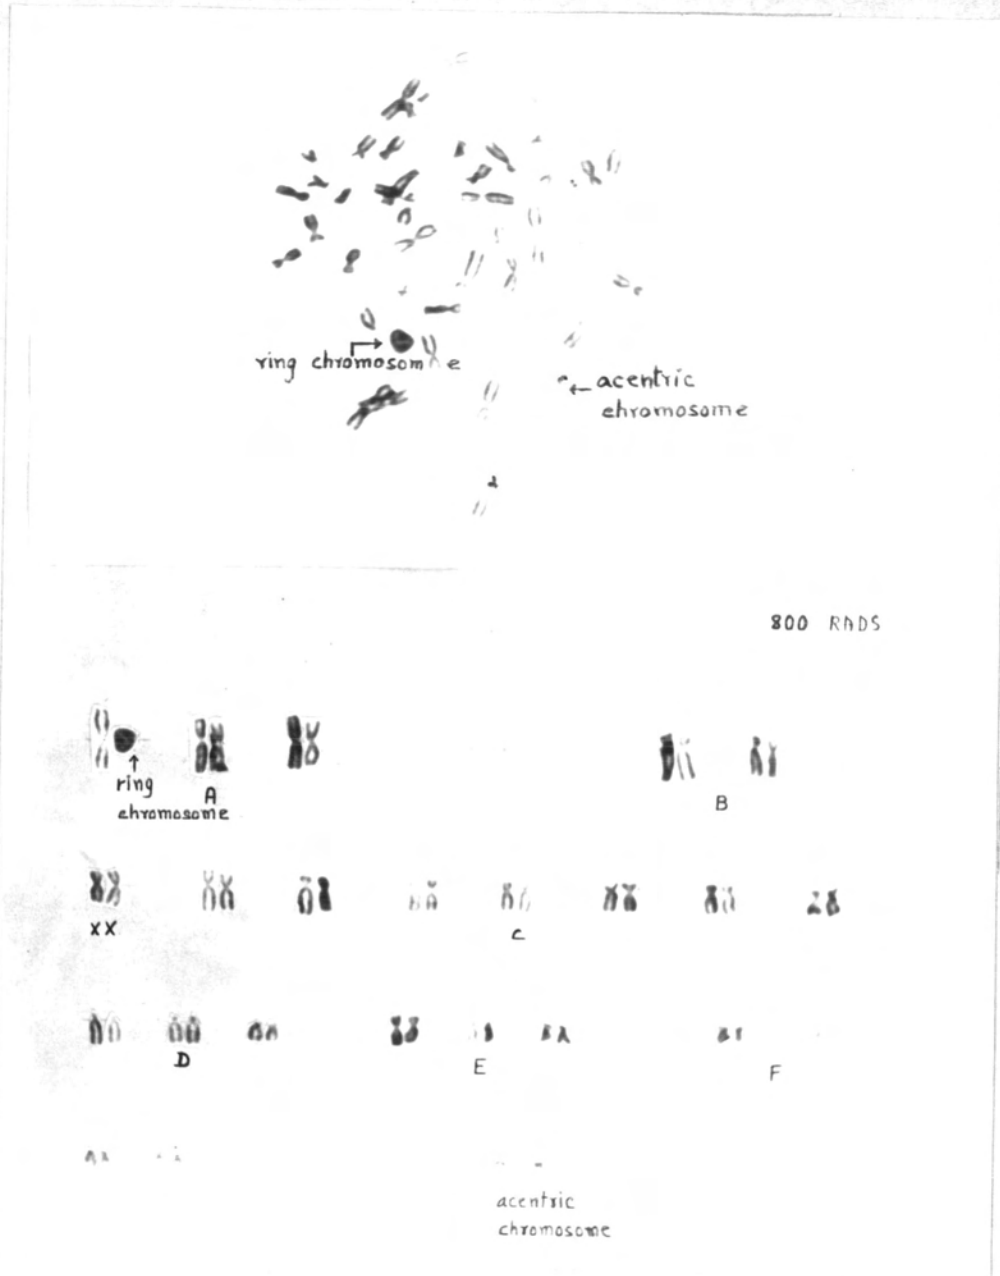 ring chromosome
acentric
chromosome
800 RADS
ring
chromosome
A
B
XX
C
D
E
F
acentric
chromosome